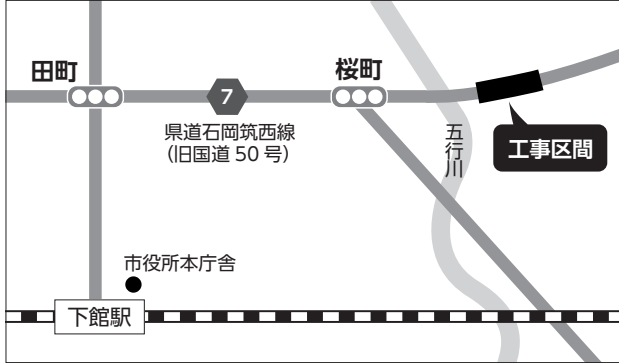 田町
桜町
7
県道石岡筑西線
(旧国道 50 号)
五行川
工事区間
市役所本庁舎
下館駅